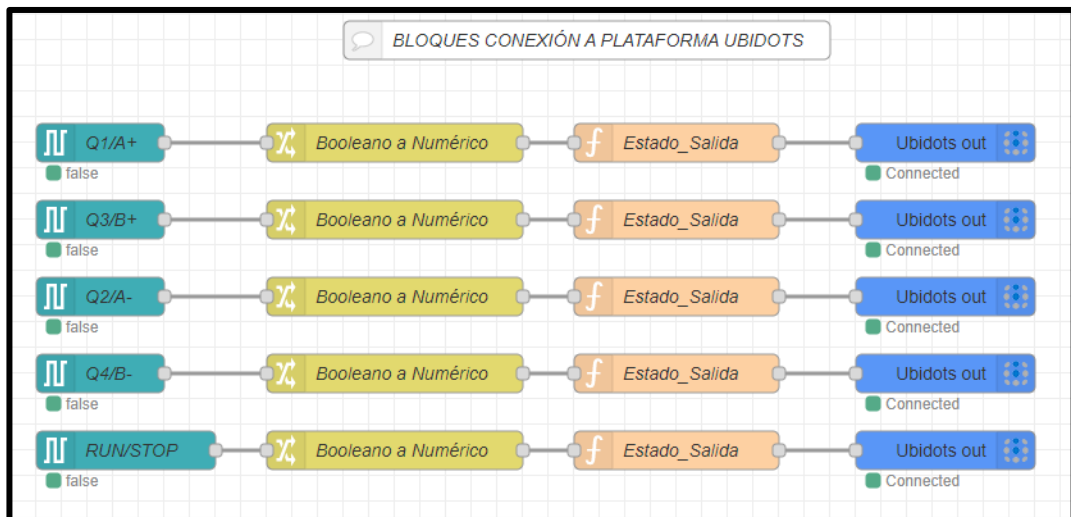 BLOQUES CONEXIÓN A PLATAFORMA UBIDOTS
Q1/A+ Booleano a Numérico Estado_Salida Ubidots out
false Connected
Q3/B+ Booleano a Numérico Estado_Salida Ubidots out
false Connected
Q2/A- Booleano a Numérico Estado_Salida Ubidots out
false Connected
Q4/B- Booleano a Numérico Estado_Salida Ubidots out
false Connected
RUN/STOP Booleano a Numérico Estado_Salida Ubidots out
false Connected